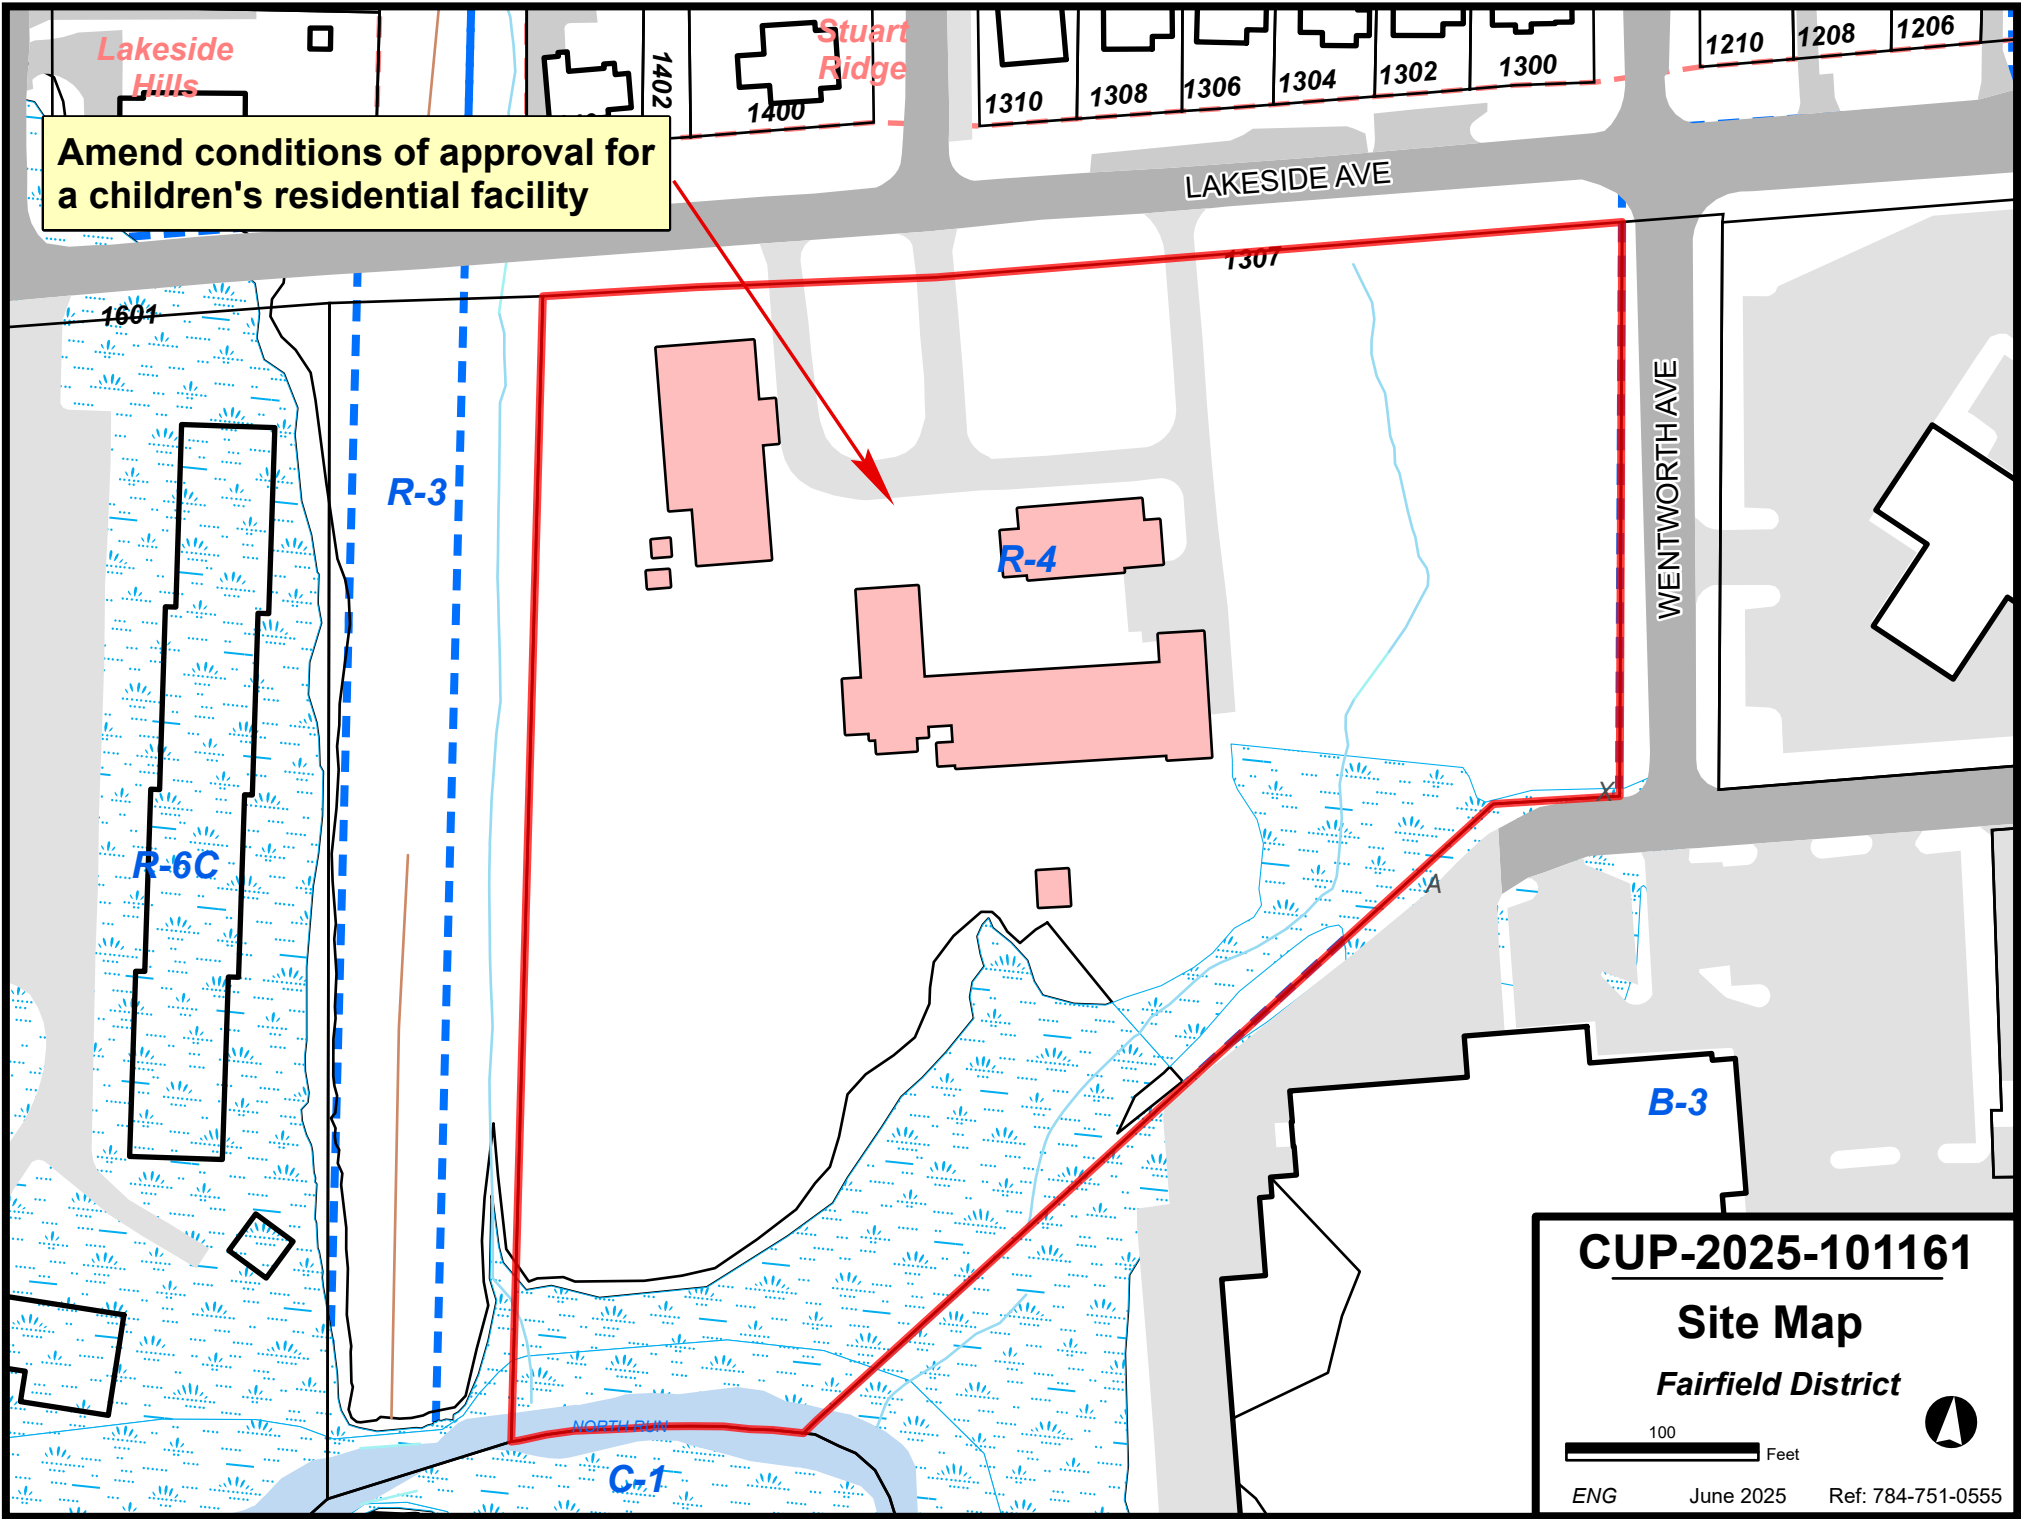 Lakeside
Hills
Stuart
Ridge
1402
1400
1310
1308
1306
1304
1302
1300
1210
1208
1206
Amend conditions of approval for
a children's residential facility
LAKESIDE AVE
1307
1601
WENTWORTH AVE
R-3
R-4
R-6C
X
A
B-3
NORTH RUN
C-1
CUP-2025-101161
Site Map
Fairfield District
100
Feet
ENG June 2025 Ref: 784-751-0555